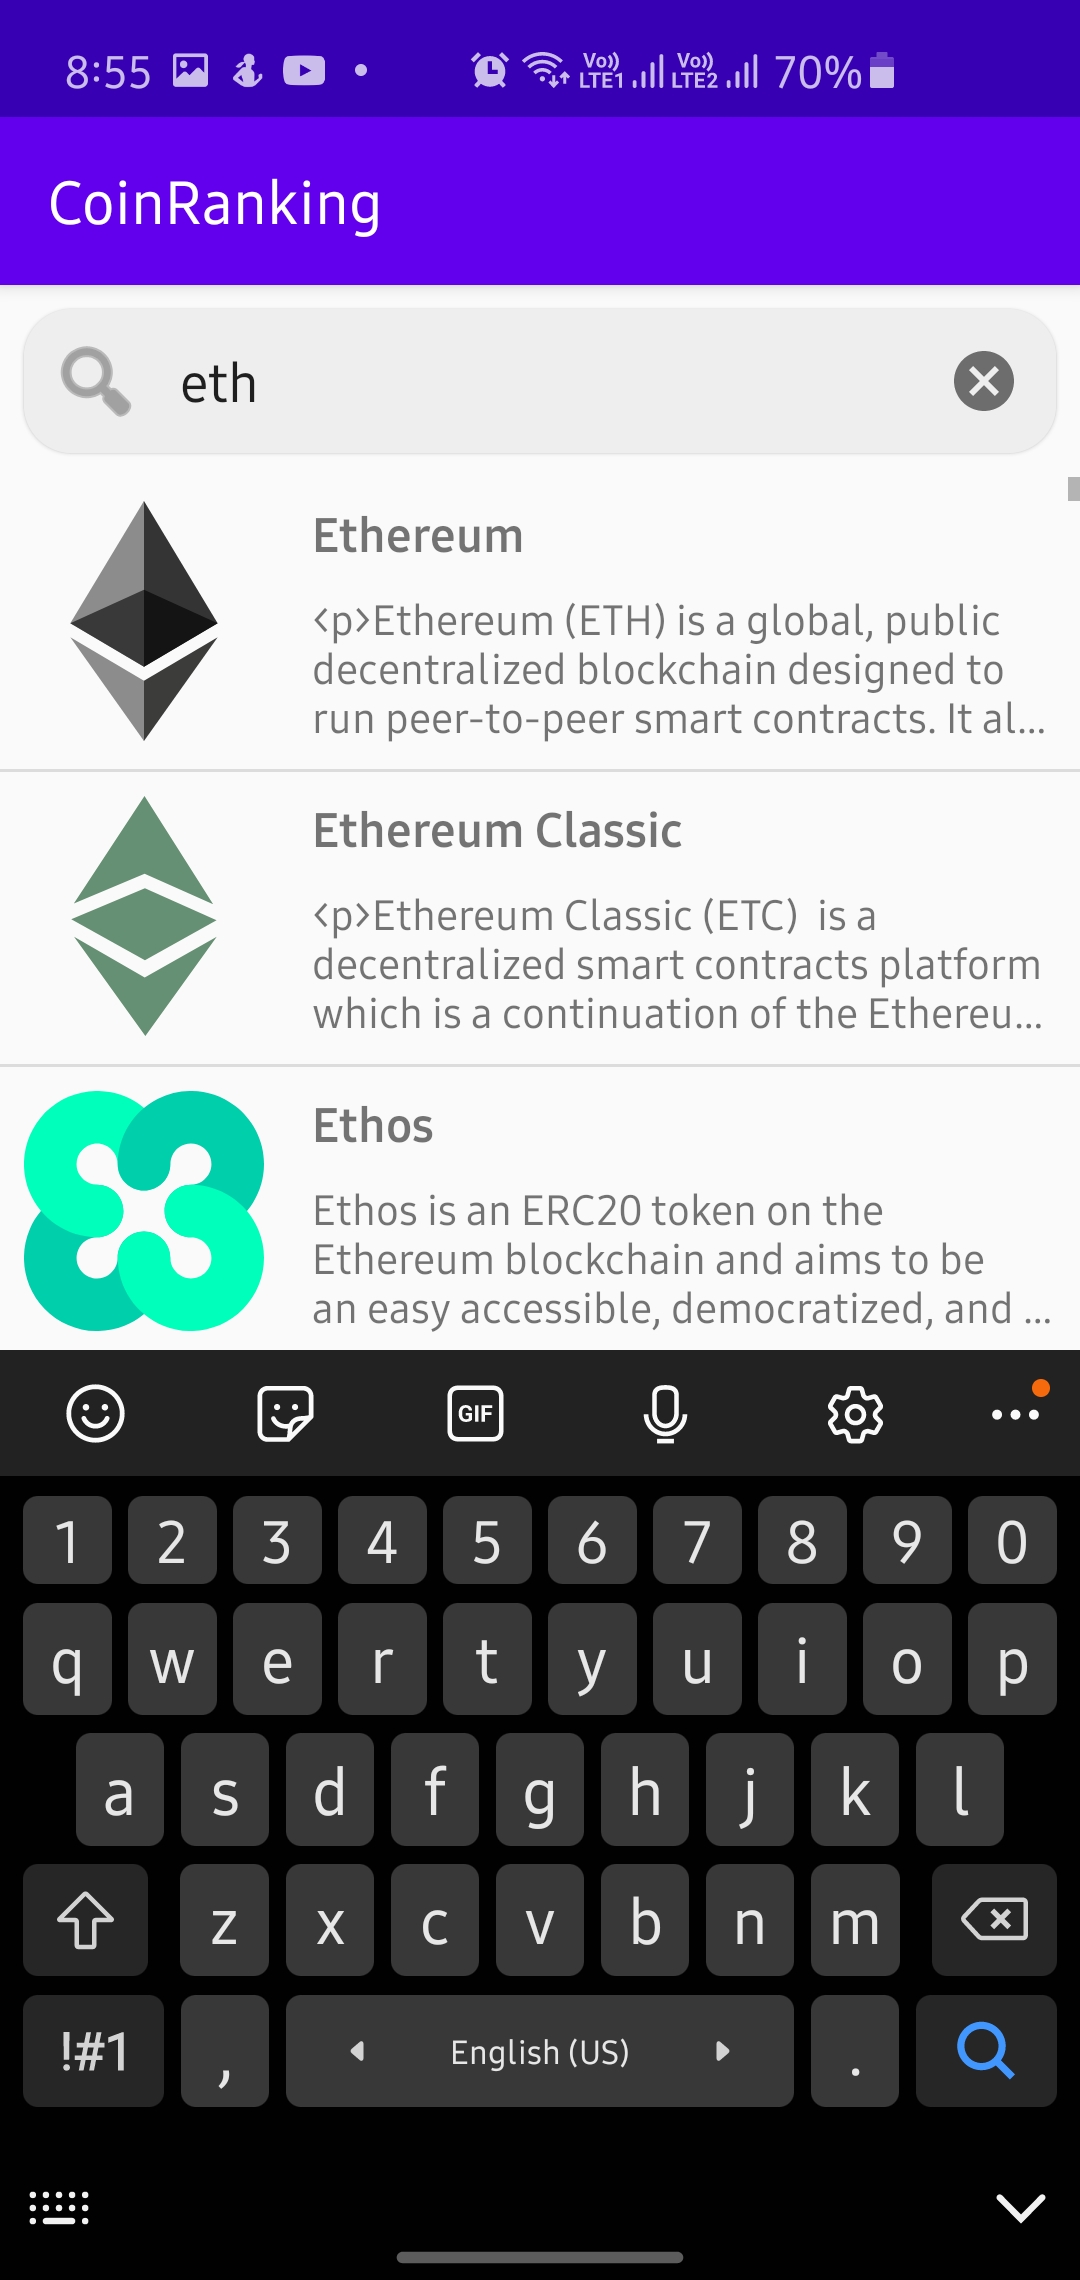 8:55 Vo)) LTE1 Vo)) LTE2 70%
CoinRanking
eth
Ethereum
<p>Ethereum (ETH) is a global, public
decentralized blockchain designed to
run peer-to-peer smart contracts. It al...
Ethereum Classic
<p>Ethereum Classic (ETC)  is a
decentralized smart contracts platform
which is a continuation of the Ethereu...
Ethos
Ethos is an ERC20 token on the
Ethereum blockchain and aims to be
an easy accessible, democratized, and ...
GIF
1 2 3 4 5 6 7 8 9 0
q w e r t y u i o p
a s d f g h j k l
z x c v b n m
!#1 , English (US) .